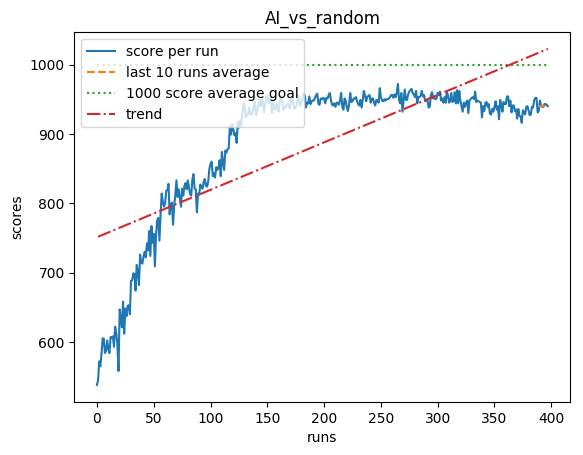 AI_vs_random
score per run
last 10 runs average
1000 score average goal
trend
scores
1000
900
800
700
600
0 50 100 150 200 250 300 350 400
runs